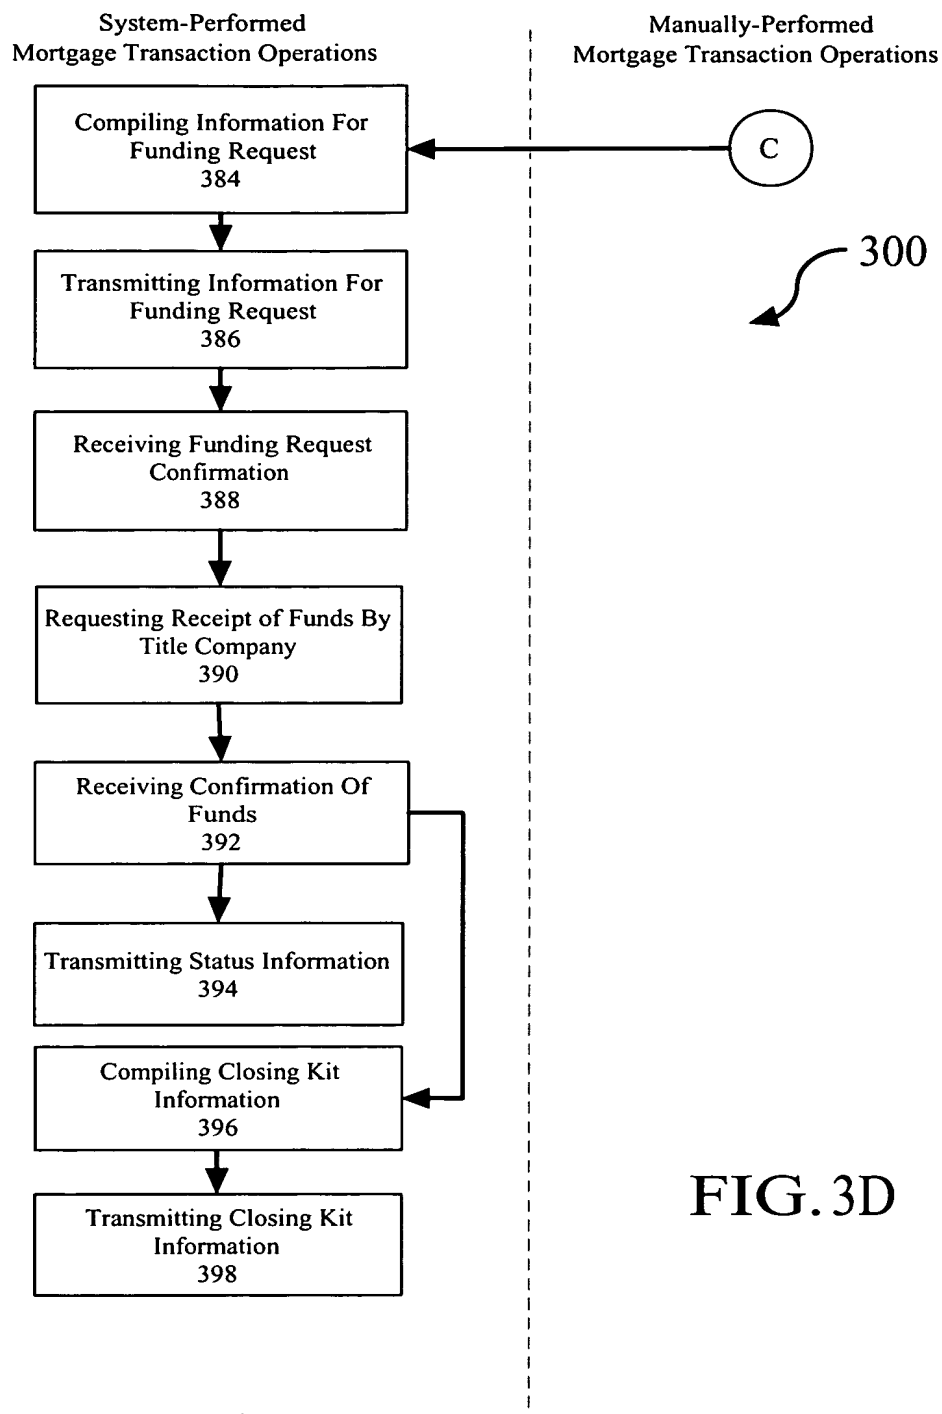 System-Performed
Mortgage Transaction Operations
Manually-Performed
Mortgage Transaction Operations
Compiling Information For
Funding Request
384
C
300
Transmitting Information For
Funding Request
386
Receiving Funding Request
Confirmation
388
Requesting Receipt of Funds By
Title Company
390
Receiving Confirmation Of
Funds
392
Transmitting Status Information
394
Compiling Closing Kit
Information
396
Transmitting Closing Kit
Information
398
FIG. 3D